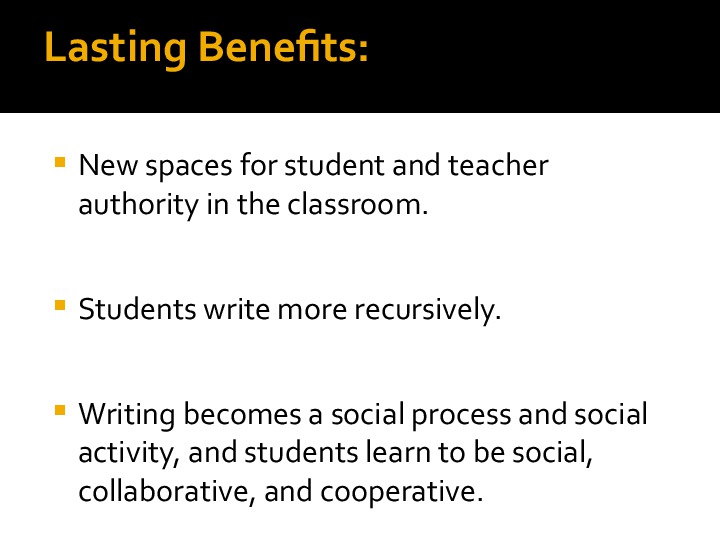 Lasting Benefits:
New spaces for student and teacher
authority in the classroom.
Students write more recursively.
Writing becomes a social process and social
activity, and students learn to be social,
collaborative, and cooperative.